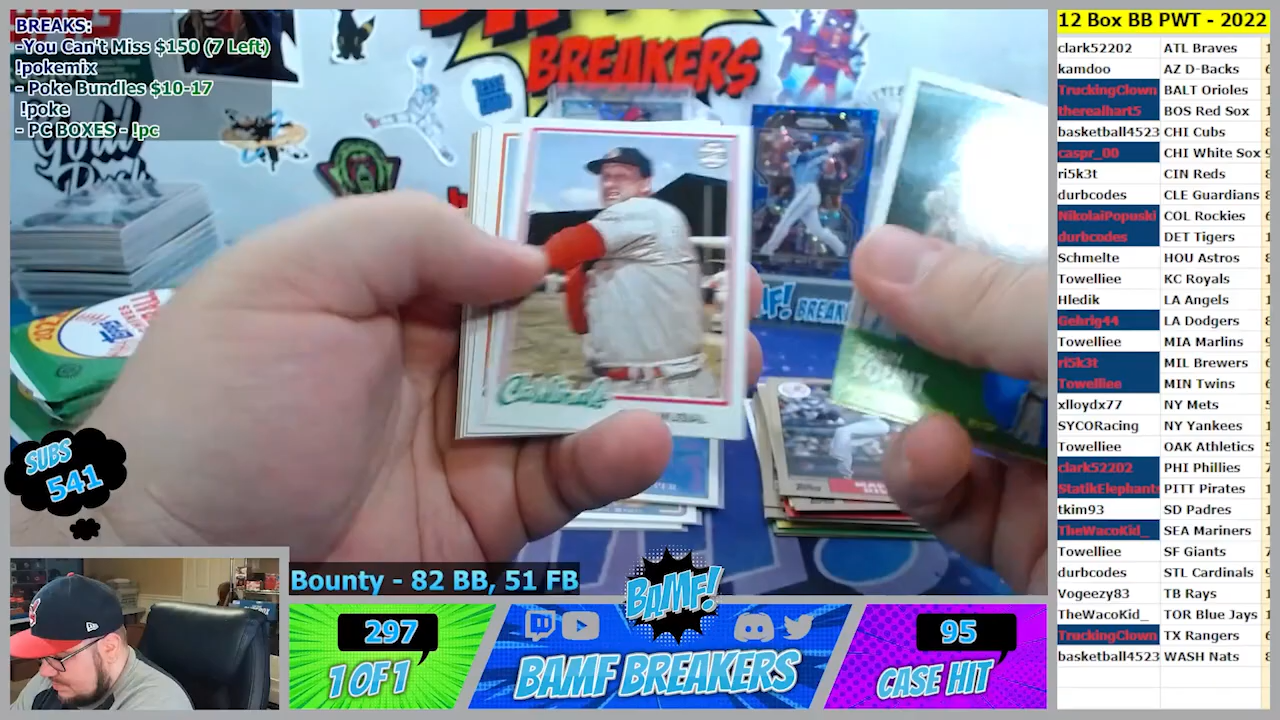 BREAKS:
-You Can't Miss $150 (7 Left)
!pokemix
- Poke Bundles $10-17
!poke
- PC BOXES - !pc
BREAKERS
Gold
Cardinals
YOUNT
SUBS
541
Bounty - 82 BB, 51 FB
BAMF!
297
1 OF 1
BAMF BREAKERS
95
CASE HIT
12 Box BB PWT - 2022
clark52202 ATL Braves
kamdoo AZ D-Backs
TruckingClown BALT Orioles
therealhart5 BOS Red Sox
basketball4523 CHI Cubs
caspr_00 CHI White Sox
ri5k3t CIN Reds
durbcodes CLE Guardians
NikolaiPopuski COL Rockies
durbcodes DET Tigers
Schmelte HOU Astros
Towelliee KC Royals
Hledik LA Angels
Gehrig44 LA Dodgers
Towelliee MIA Marlins
ri5k3t MIL Brewers
Towelliee MIN Twins
xlloydx77 NY Mets
SYCORacing NY Yankees
Towelliee OAK Athletics
clark52202 PHI Phillies
StatikElephant PITT Pirates
tkim93 SD Padres
TheWacoKid_ SEA Mariners
Towelliee SF Giants
durbcodes STL Cardinals
Vogeezy83 TB Rays
TheWacoKid_ TOR Blue Jays
TruckingClown TX Rangers
basketball4523 WASH Nats